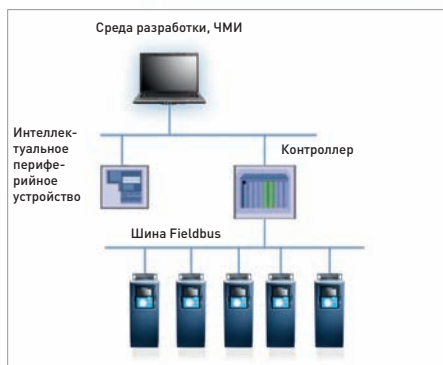 Среда разработки, ЧМИ
Интеллек-
туальное
перифе-
рийное
устройство
Контроллер
Шина Fieldbus